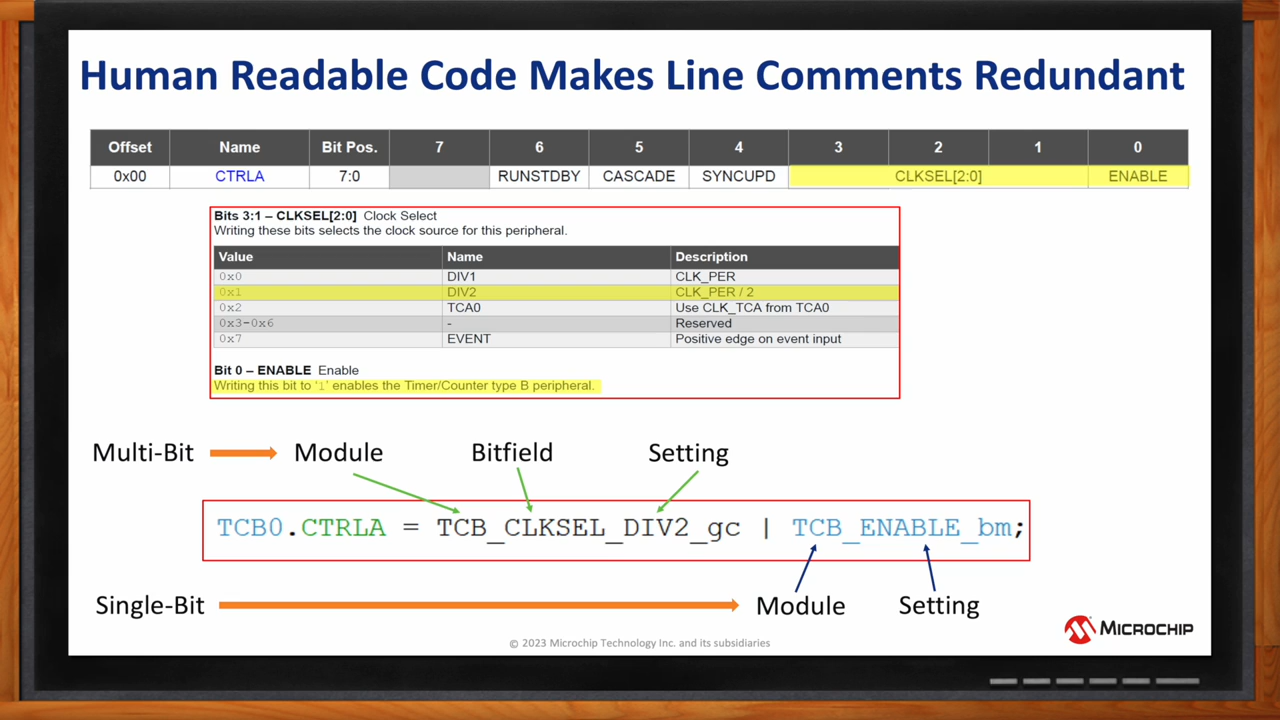 Human Readable Code Makes Line Comments Redundant
Offset Name Bit Pos. 7 6 5 4 3 2 1 0
0x00 CTRLA 7:0 RUNSTDBY CASCADE SYNCUPD CLKSEL[2:0] ENABLE
Bits 3:1 – CLKSEL[2:0] Clock Select
Writing these bits selects the clock source for this peripheral.
Value Name Description
0x0 DIV1 CLK_PER
0x1 DIV2 CLK_PER / 2
0x2 TCA0 Use CLK_TCA from TCA0
0x3-0x6 - Reserved
0x7 EVENT Positive edge on event input
Bit 0 – ENABLE Enable
Writing this bit to '1' enables the Timer/Counter type B peripheral.
Multi-Bit Module Bitfield Setting
TCB0.CTRLA = TCB_CLKSEL_DIV2_gc | TCB_ENABLE_bm;
Single-Bit Module Setting
MICROCHIP
© 2023 Microchip Technology Inc. and its subsidiaries